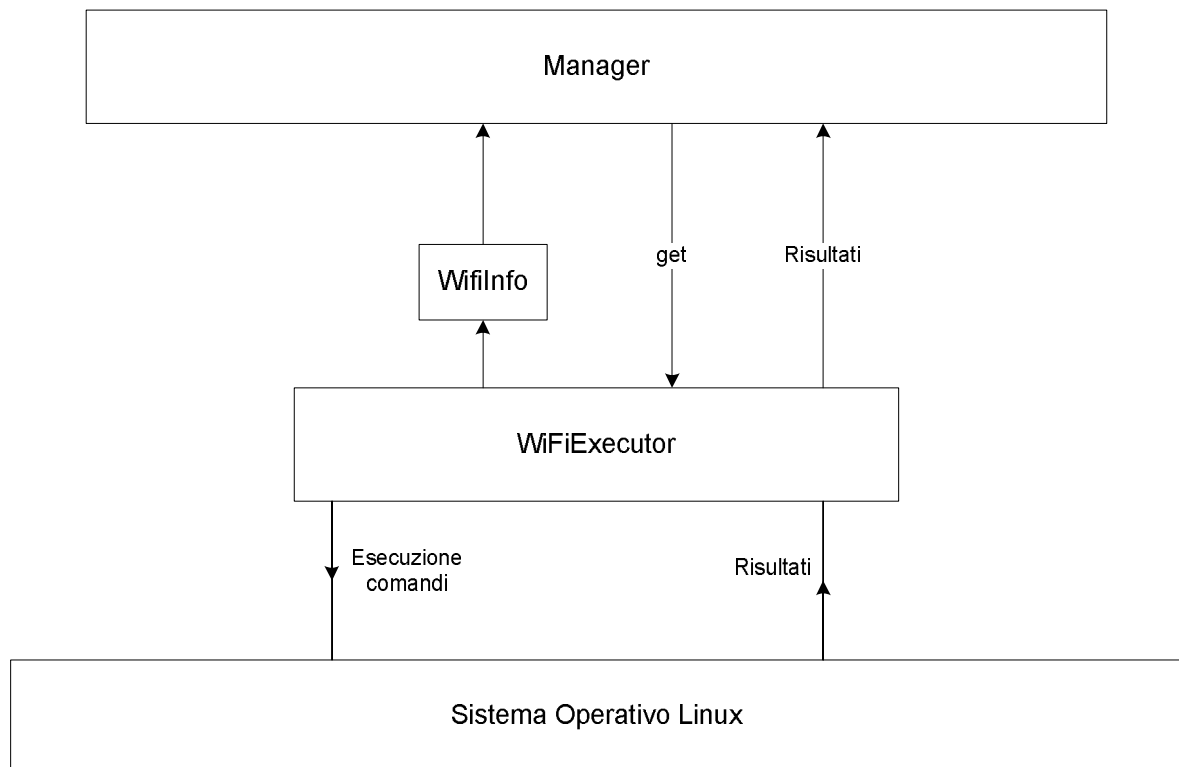 Manager
get
Risultati
WifiInfo
WiFiExecutor
Esecuzione
comandi
Risultati
Sistema Operativo Linux